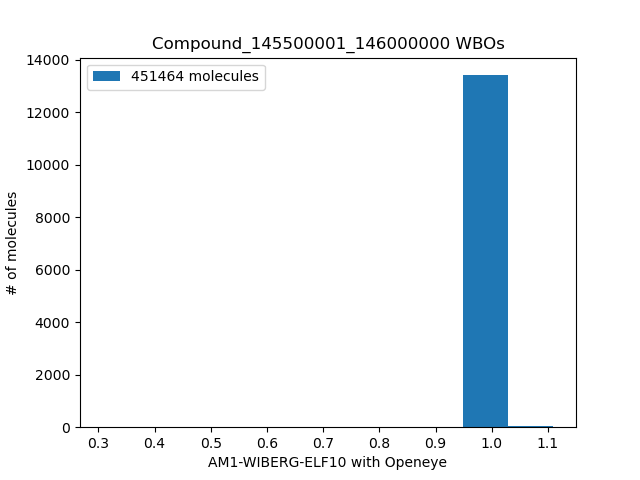 Compound_145500001_146000000 WBOs
451464 molecules
# of molecules
14000
12000
10000
8000
6000
4000
2000
0
0.3 0.4 0.5 0.6 0.7 0.8 0.9 1.0 1.1
AM1-WIBERG-ELF10 with Openeye